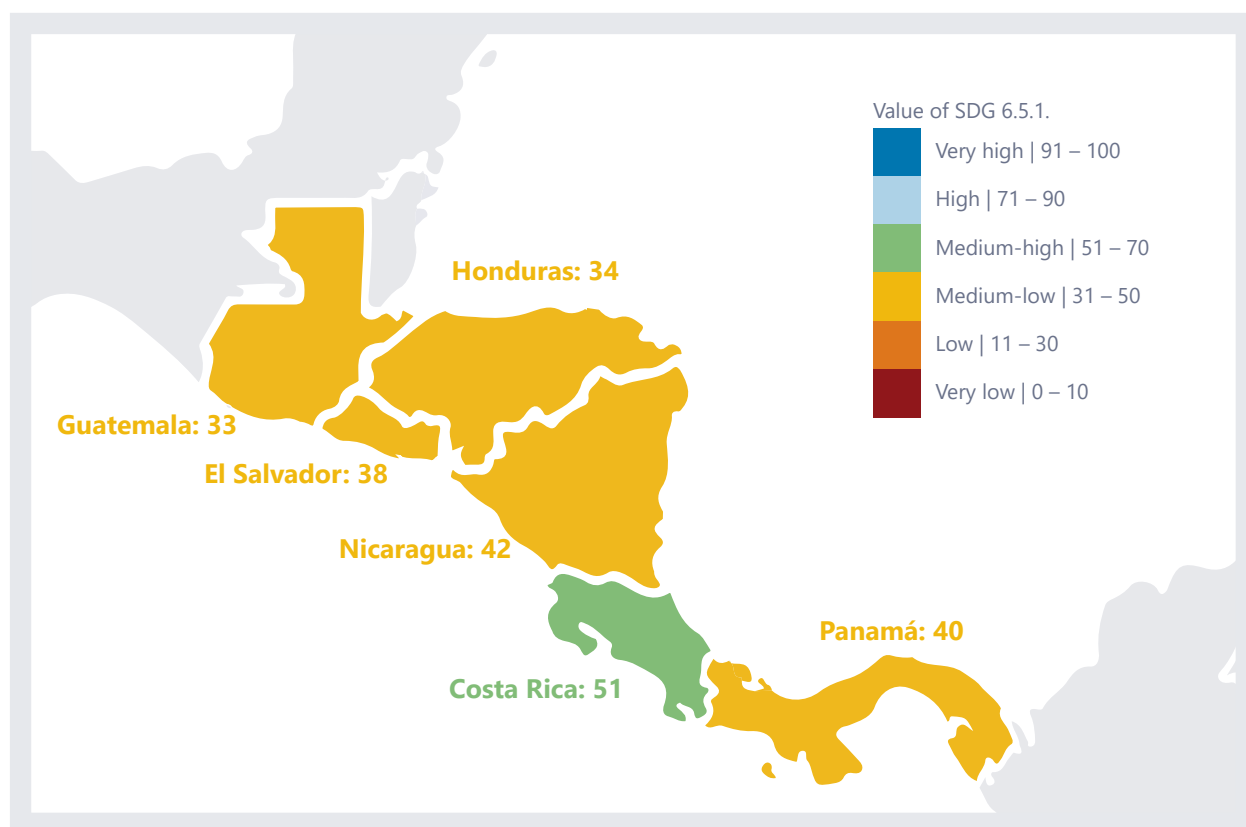 Value of SDG 6.5.1.
Very high | 91 – 100
High | 71 – 90
Medium-high | 51 – 70
Medium-low | 31 – 50
Low | 11 – 30
Very low | 0 – 10
Honduras: 34
Guatemala: 33
El Salvador: 38
Nicaragua: 42
Panamá: 40
Costa Rica: 51